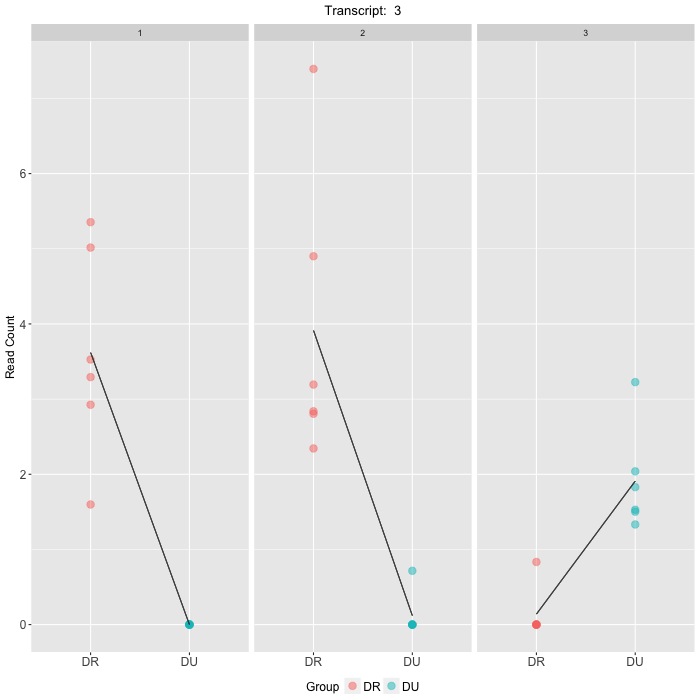 Transcript:  3
1 2 3
6
4
2
0
Read Count
DR DU DR DU DR DU
Group DR DU